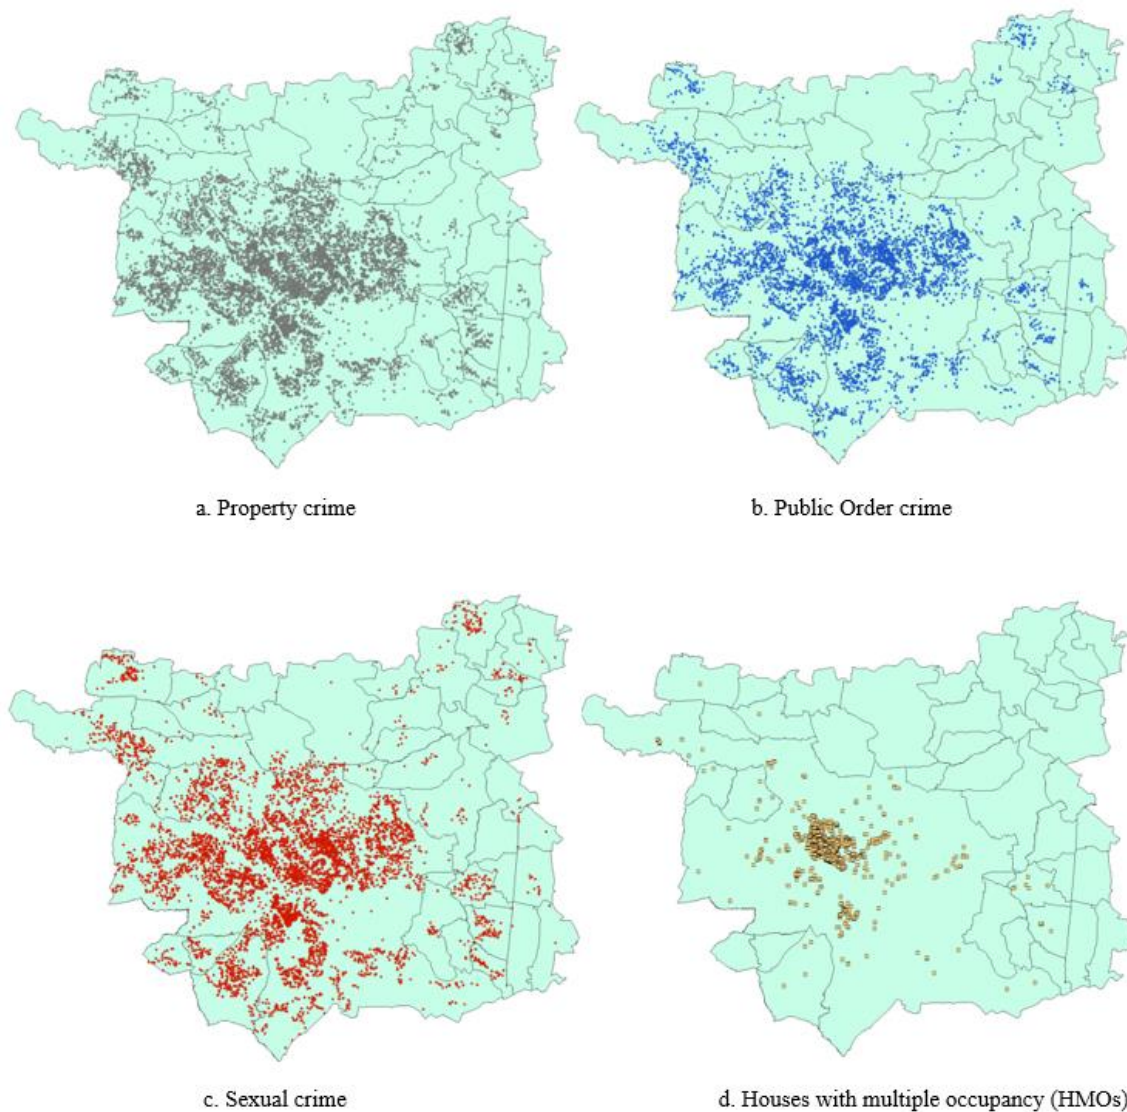 a. Property crime
b. Public Order crime
c. Sexual crime
d. Houses with multiple occupancy (HMOs)